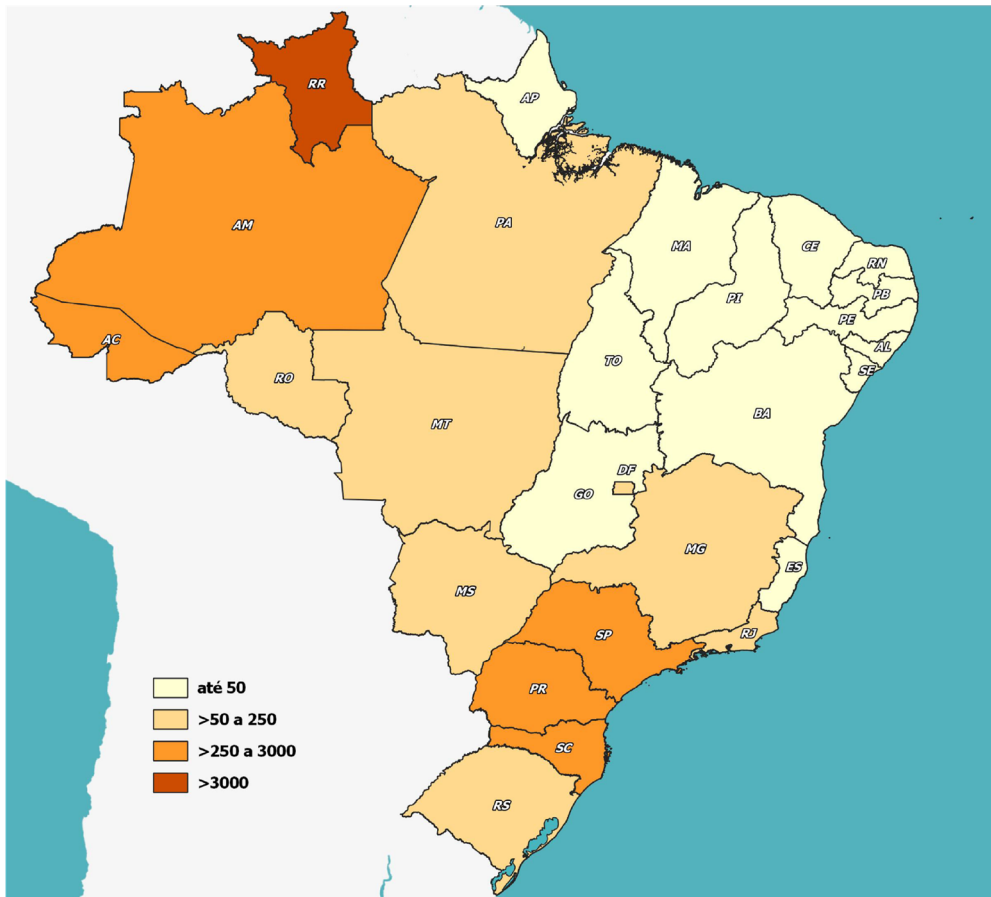 RR
AP
AM
PA
MA
CE
RN
PB
PI
PE
AL
SE
AC
TO
RO
BA
MT
DF
GO
MG
ES
MS
SP
RJ
PR
SC
RS
até 50
>50 a 250
>250 a 3000
>3000